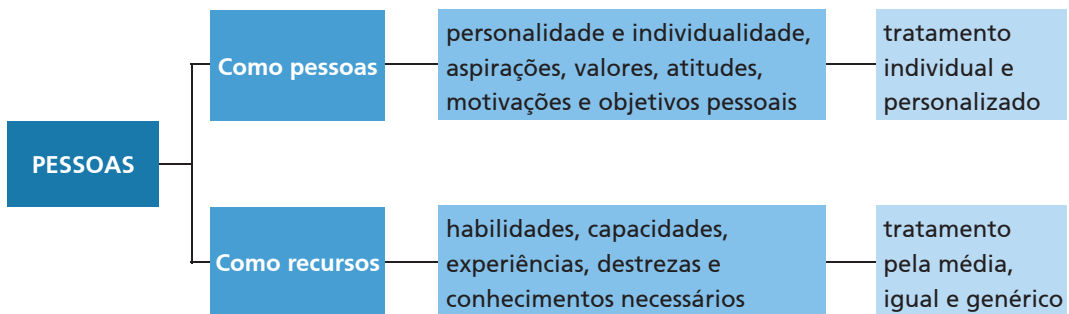 PESSOAS
Como pessoas
personalidade e individualidade,
aspirações, valores, atitudes,
motivações e objetivos pessoais
tratamento
individual e
personalizado
Como recursos
habilidades, capacidades,
experiências, destrezas e
conhecimentos necessários
tratamento
pela média,
igual e genérico